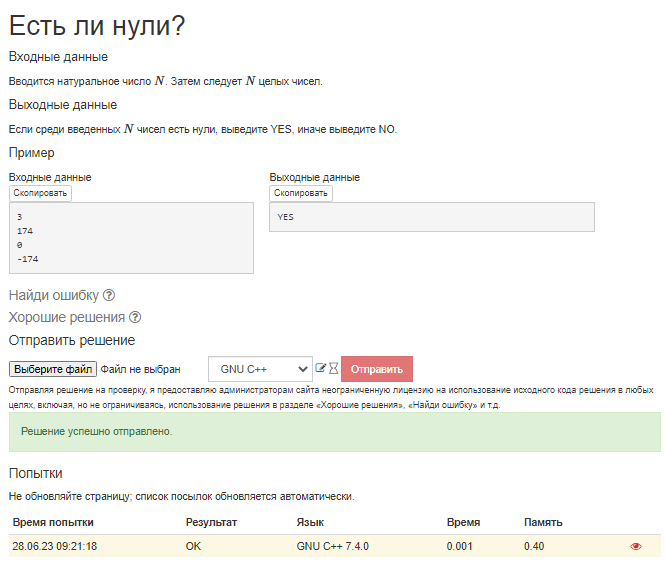 Есть ли нули?
Входные данные
Вводится натуральное число N. Затем следует N целых чисел.
Выходные данные
Если среди введенных N чисел есть нули, выведите YES, иначе выведите NO.
Пример
Входные данные
Скопировать
3
174
0
-174
Выходные данные
Скопировать
YES
Найди ошибку ?
Хорошие решения ?
Отправить решение
Выберите файл Файл не выбран GNU C++ Отправить
Отправляя решение на проверку, я предоставляю администраторам сайта неограниченную лицензию на использование исходного кода решения в любых
целях, включая, но не ограничиваясь, использование решения в разделе «Хорошие решения», «Найди ошибку» и т.д.
Решение успешно отправлено.
Попытки
Не обновляйте страницу; список посылок обновляется автоматически.
Время попытки Результат Язык Время Память
28.06.23 09:21:18 OK GNU C++ 7.4.0 0.001 0.40